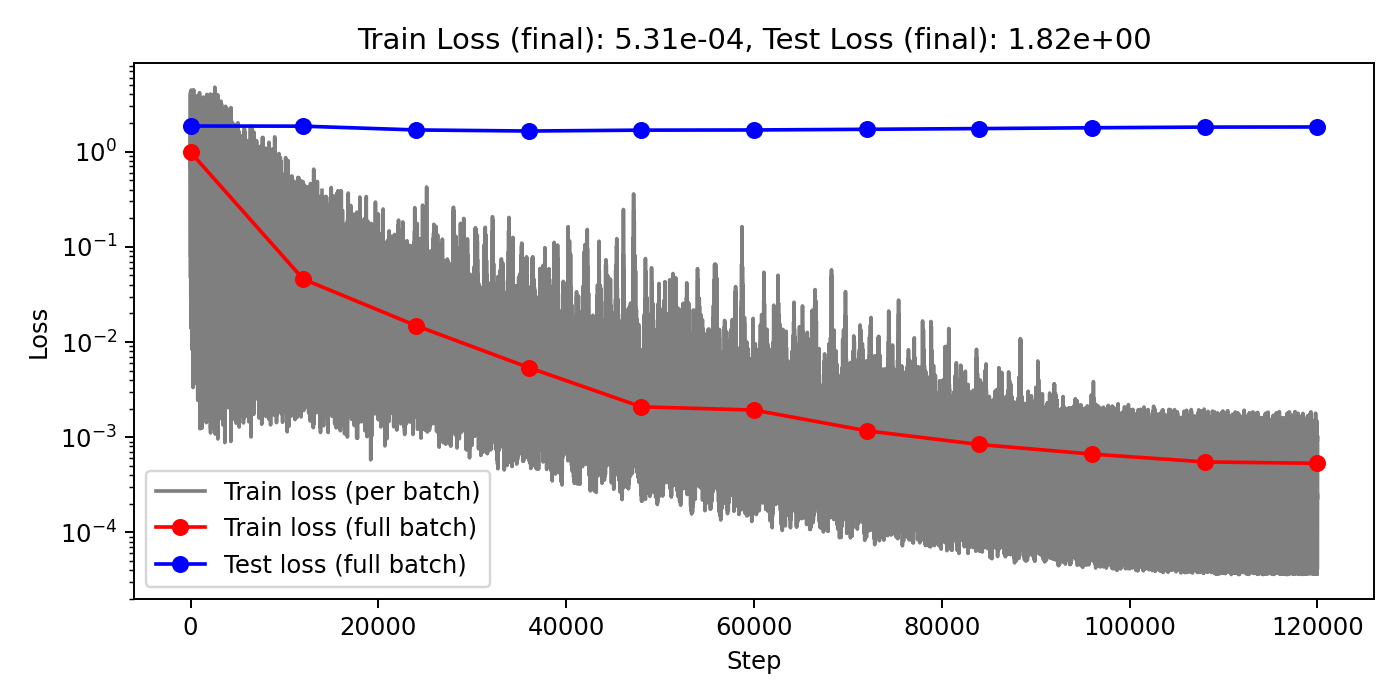 Train Loss (final): 5.31e-04, Test Loss (final): 1.82e+00
Loss
10⁰
10⁻¹
10⁻²
10⁻³
10⁻⁴
Train loss (per batch)
Train loss (full batch)
Test loss (full batch)
0 20000 40000 60000 80000 100000 120000
Step